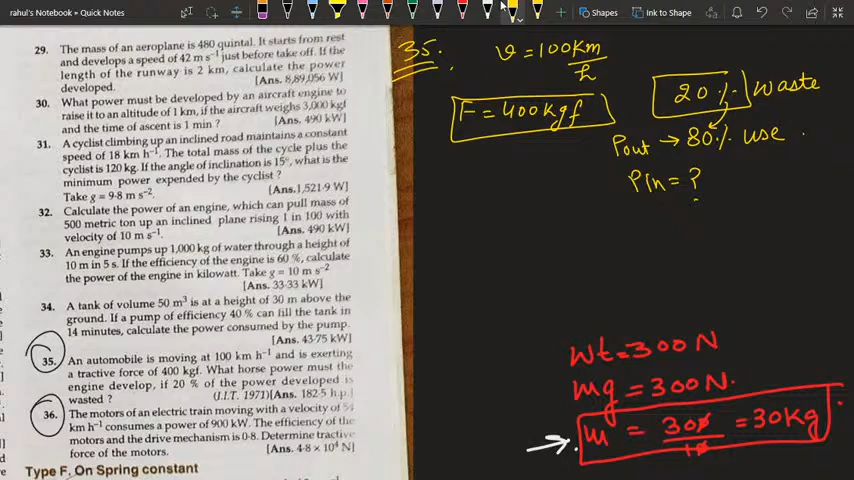 rahul's Notebook • Quick Notes
Shapes
Ink to Shape
29. The mass of an aeroplane is 480 quintal. It starts from rest
and develops a speed of 42 m s⁻¹ just before take off. If the
length of the runway is 2 km, calculate the power
developed. [Ans. 8,89,056 W]
30. What power must be developed by an aircraft engine to
raise it to an altitude of 1 km, if the aircraft weighs 3,000 kgf
and the time of ascent is 1 min ? [Ans. 490 kW]
31. A cyclist climbing up an inclined road maintains a constant
speed of 18 km h⁻¹. The total mass of the cycle plus the
cyclist is 120 kg. If the angle of inclination is 15°, what is the
minimum power expended by the cyclist ?
Take g = 9·8 m s⁻². [Ans. 1,521·9 W]
32. Calculate the power of an engine, which can pull mass of
500 metric ton up an inclined plane rising 1 in 100 with
velocity of 10 m s⁻¹. [Ans. 490 kW]
33. An engine pumps up 1,000 kg of water through a height of
10 m in 5 s. If the efficiency of the engine is 60 %, calculate
the power of the engine in kilowatt. Take g = 10 m s⁻²
[Ans. 33·33 kW]
34. A tank of volume 50 m³ is at a height of 30 m above the
ground. If a pump of efficiency 40 % can fill the tank in
14 minutes, calculate the power consumed by the pump.
[Ans. 43·75 kW]
35. An automobile is moving at 100 km h⁻¹ and is exerting
a tractive force of 400 kgf. What horse power must the
engine develop, if 20 % of the power developed is
wasted ? (J.I.T. 1971) [Ans. 182·5 h.p.]
36. The motors of an electric train moving with a velocity of 54
km h⁻¹ consumes a power of 900 kW. The efficiency of the
motors and the drive mechanism is 0·8. Determine tractive
force of the motors. [Ans. 4·8 × 10⁴ N]
Type F. On Spring constant
35. v = 100 Km/h
F = 400 kgf
20 % waste
Pout → 80 % use .
Pin = ?
Wt = 300 N
mg = 300 N.
m = 300/10 = 30 Kg